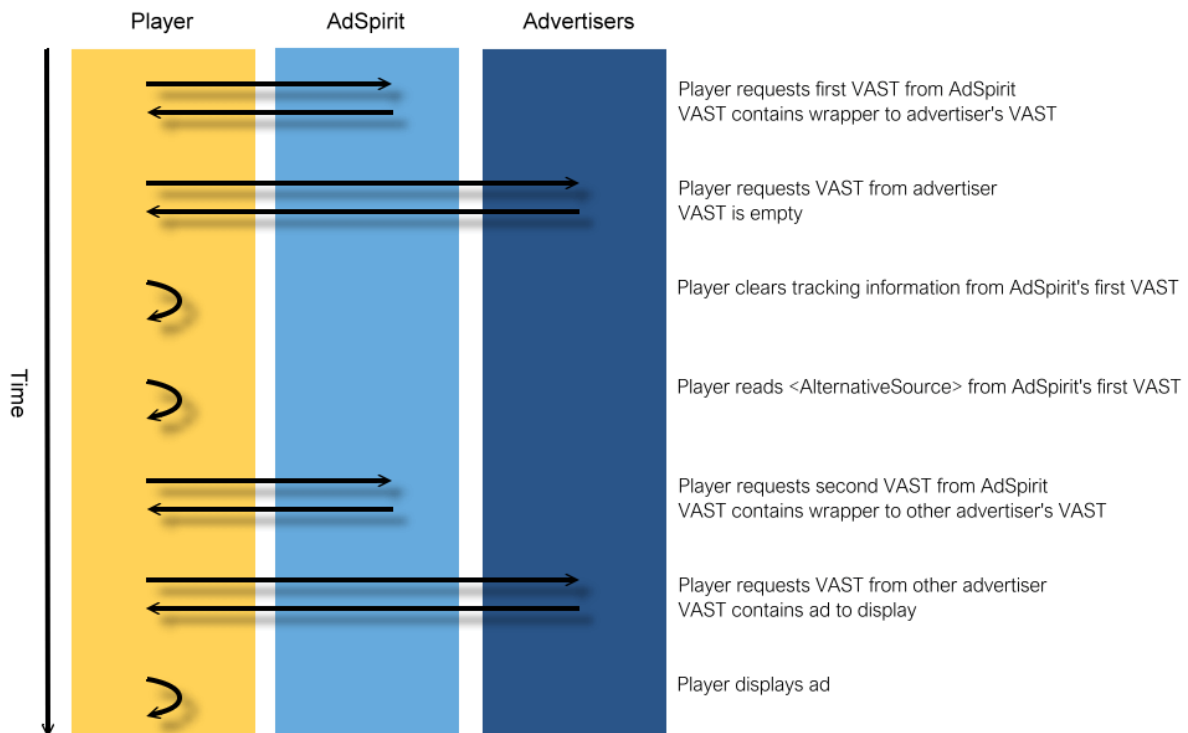 Player
AdSpirit
Advertisers
Time
Player requests first VAST from AdSpirit
VAST contains wrapper to advertiser's VAST
Player requests VAST from advertiser
VAST is empty
Player clears tracking information from AdSpirit's first VAST
Player reads <AlternativeSource> from AdSpirit's first VAST
Player requests second VAST from AdSpirit
VAST contains wrapper to other advertiser's VAST
Player requests VAST from other advertiser
VAST contains ad to display
Player displays ad